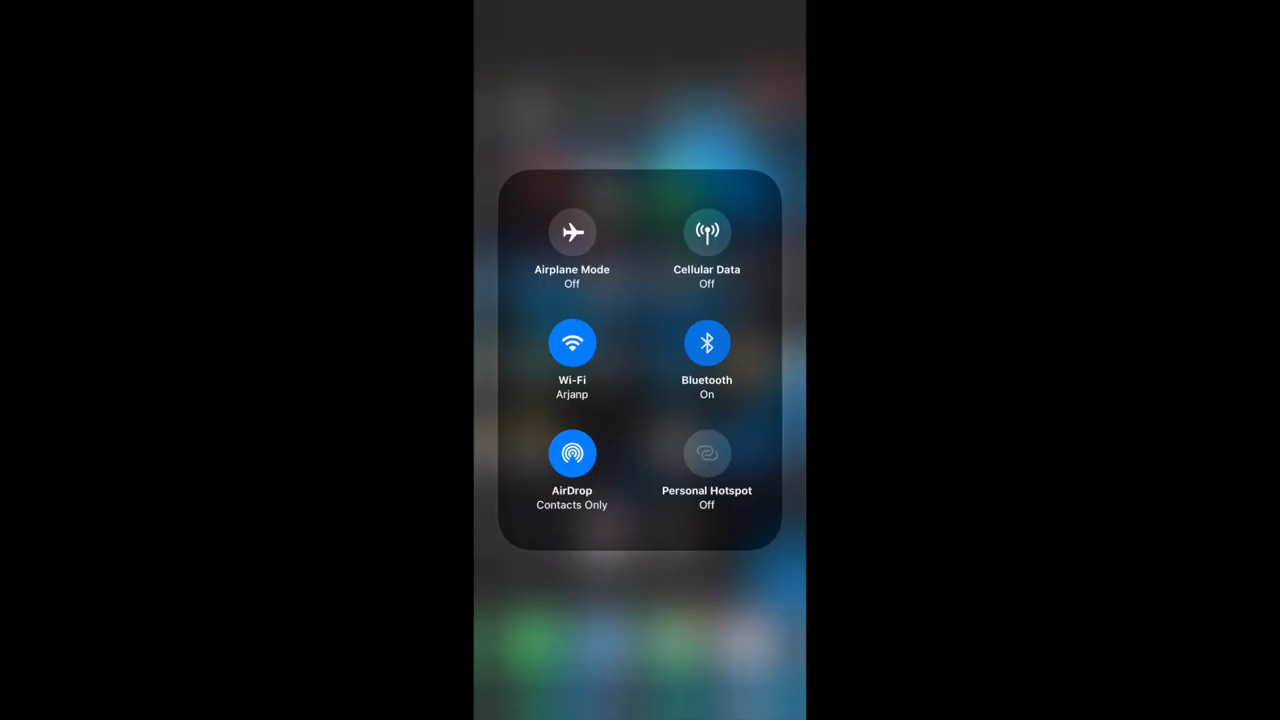 Airplane Mode
Off
Cellular Data
Off
Wi-Fi
Arjanp
Bluetooth
On
AirDrop
Contacts Only
Personal Hotspot
Off